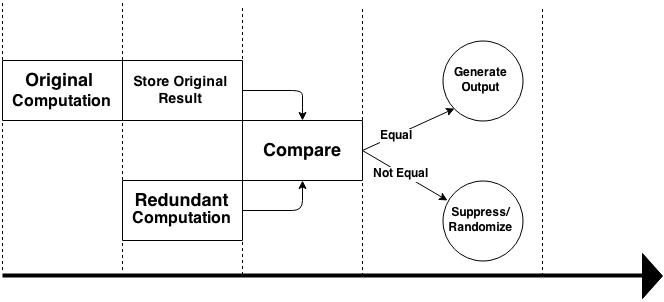 Original
Computation
Store Original
Result
Compare
Redundant
Computation
Equal
Not Equal
Generate
Output
Suppress/
Randomize